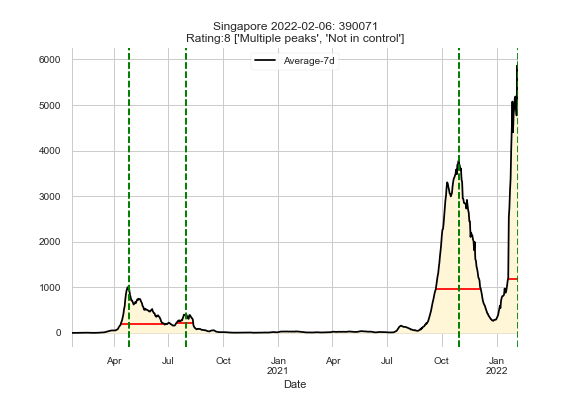 Singapore 2022-02-06: 390071
Rating:8 ['Multiple peaks', 'Not in control']
Average-7d
6000
5000
4000
3000
2000
1000
0
Apr Jul Oct Jan Apr Jul Oct Jan
2021 2022
Date